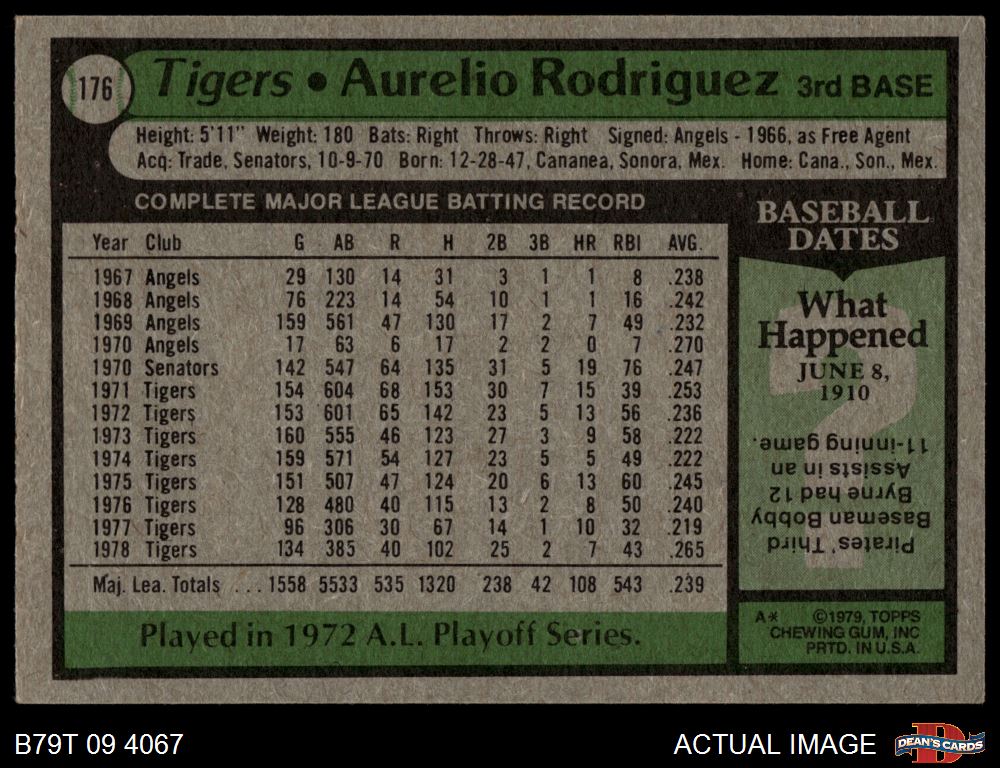 176
Tigers • Aurelio Rodriguez 3rd BASE
Height: 5'11" Weight: 180 Bats: Right Throws: Right Signed: Angels - 1966, as Free Agent
Acq: Trade, Senators, 10-9-70 Born: 12-28-47, Cananea, Sonora, Mex. Home: Cana., Son., Mex.
COMPLETE MAJOR LEAGUE BATTING RECORD
Year Club G AB R H 2B 3B HR RBI AVG.
1967 Angels 29 130 14 31 3 1 1 8 .238
1968 Angels 76 223 14 54 10 1 1 16 .242
1969 Angels 159 561 47 130 17 2 7 49 .232
1970 Angels 17 63 6 17 2 2 0 7 .270
1970 Senators 142 547 64 135 31 5 19 76 .247
1971 Tigers 154 604 68 153 30 7 15 39 .253
1972 Tigers 153 601 65 142 23 5 13 56 .236
1973 Tigers 160 555 46 123 27 3 9 58 .222
1974 Tigers 159 571 54 127 23 5 5 49 .222
1975 Tigers 151 507 47 124 20 6 13 60 .245
1976 Tigers 128 480 40 115 13 2 8 50 .240
1977 Tigers 96 306 30 67 14 1 10 32 .219
1978 Tigers 134 385 40 102 25 2 7 43 .265
Maj. Lea. Totals ... 1558 5533 535 1320 238 42 108 543 .239
Played in 1972 A.L. Playoff Series.
BASEBALL
DATES
What
Happened
JUNE 8,
1910
Pirates' Third
Baseman Bobby
Byrne had 12
Assists in an
11-inning game.
A* ©1979, TOPPS
CHEWING GUM, INC
PRTD. IN U.S.A.
B79T 09 4067
ACTUAL IMAGE
D
DEAN'S CARDS